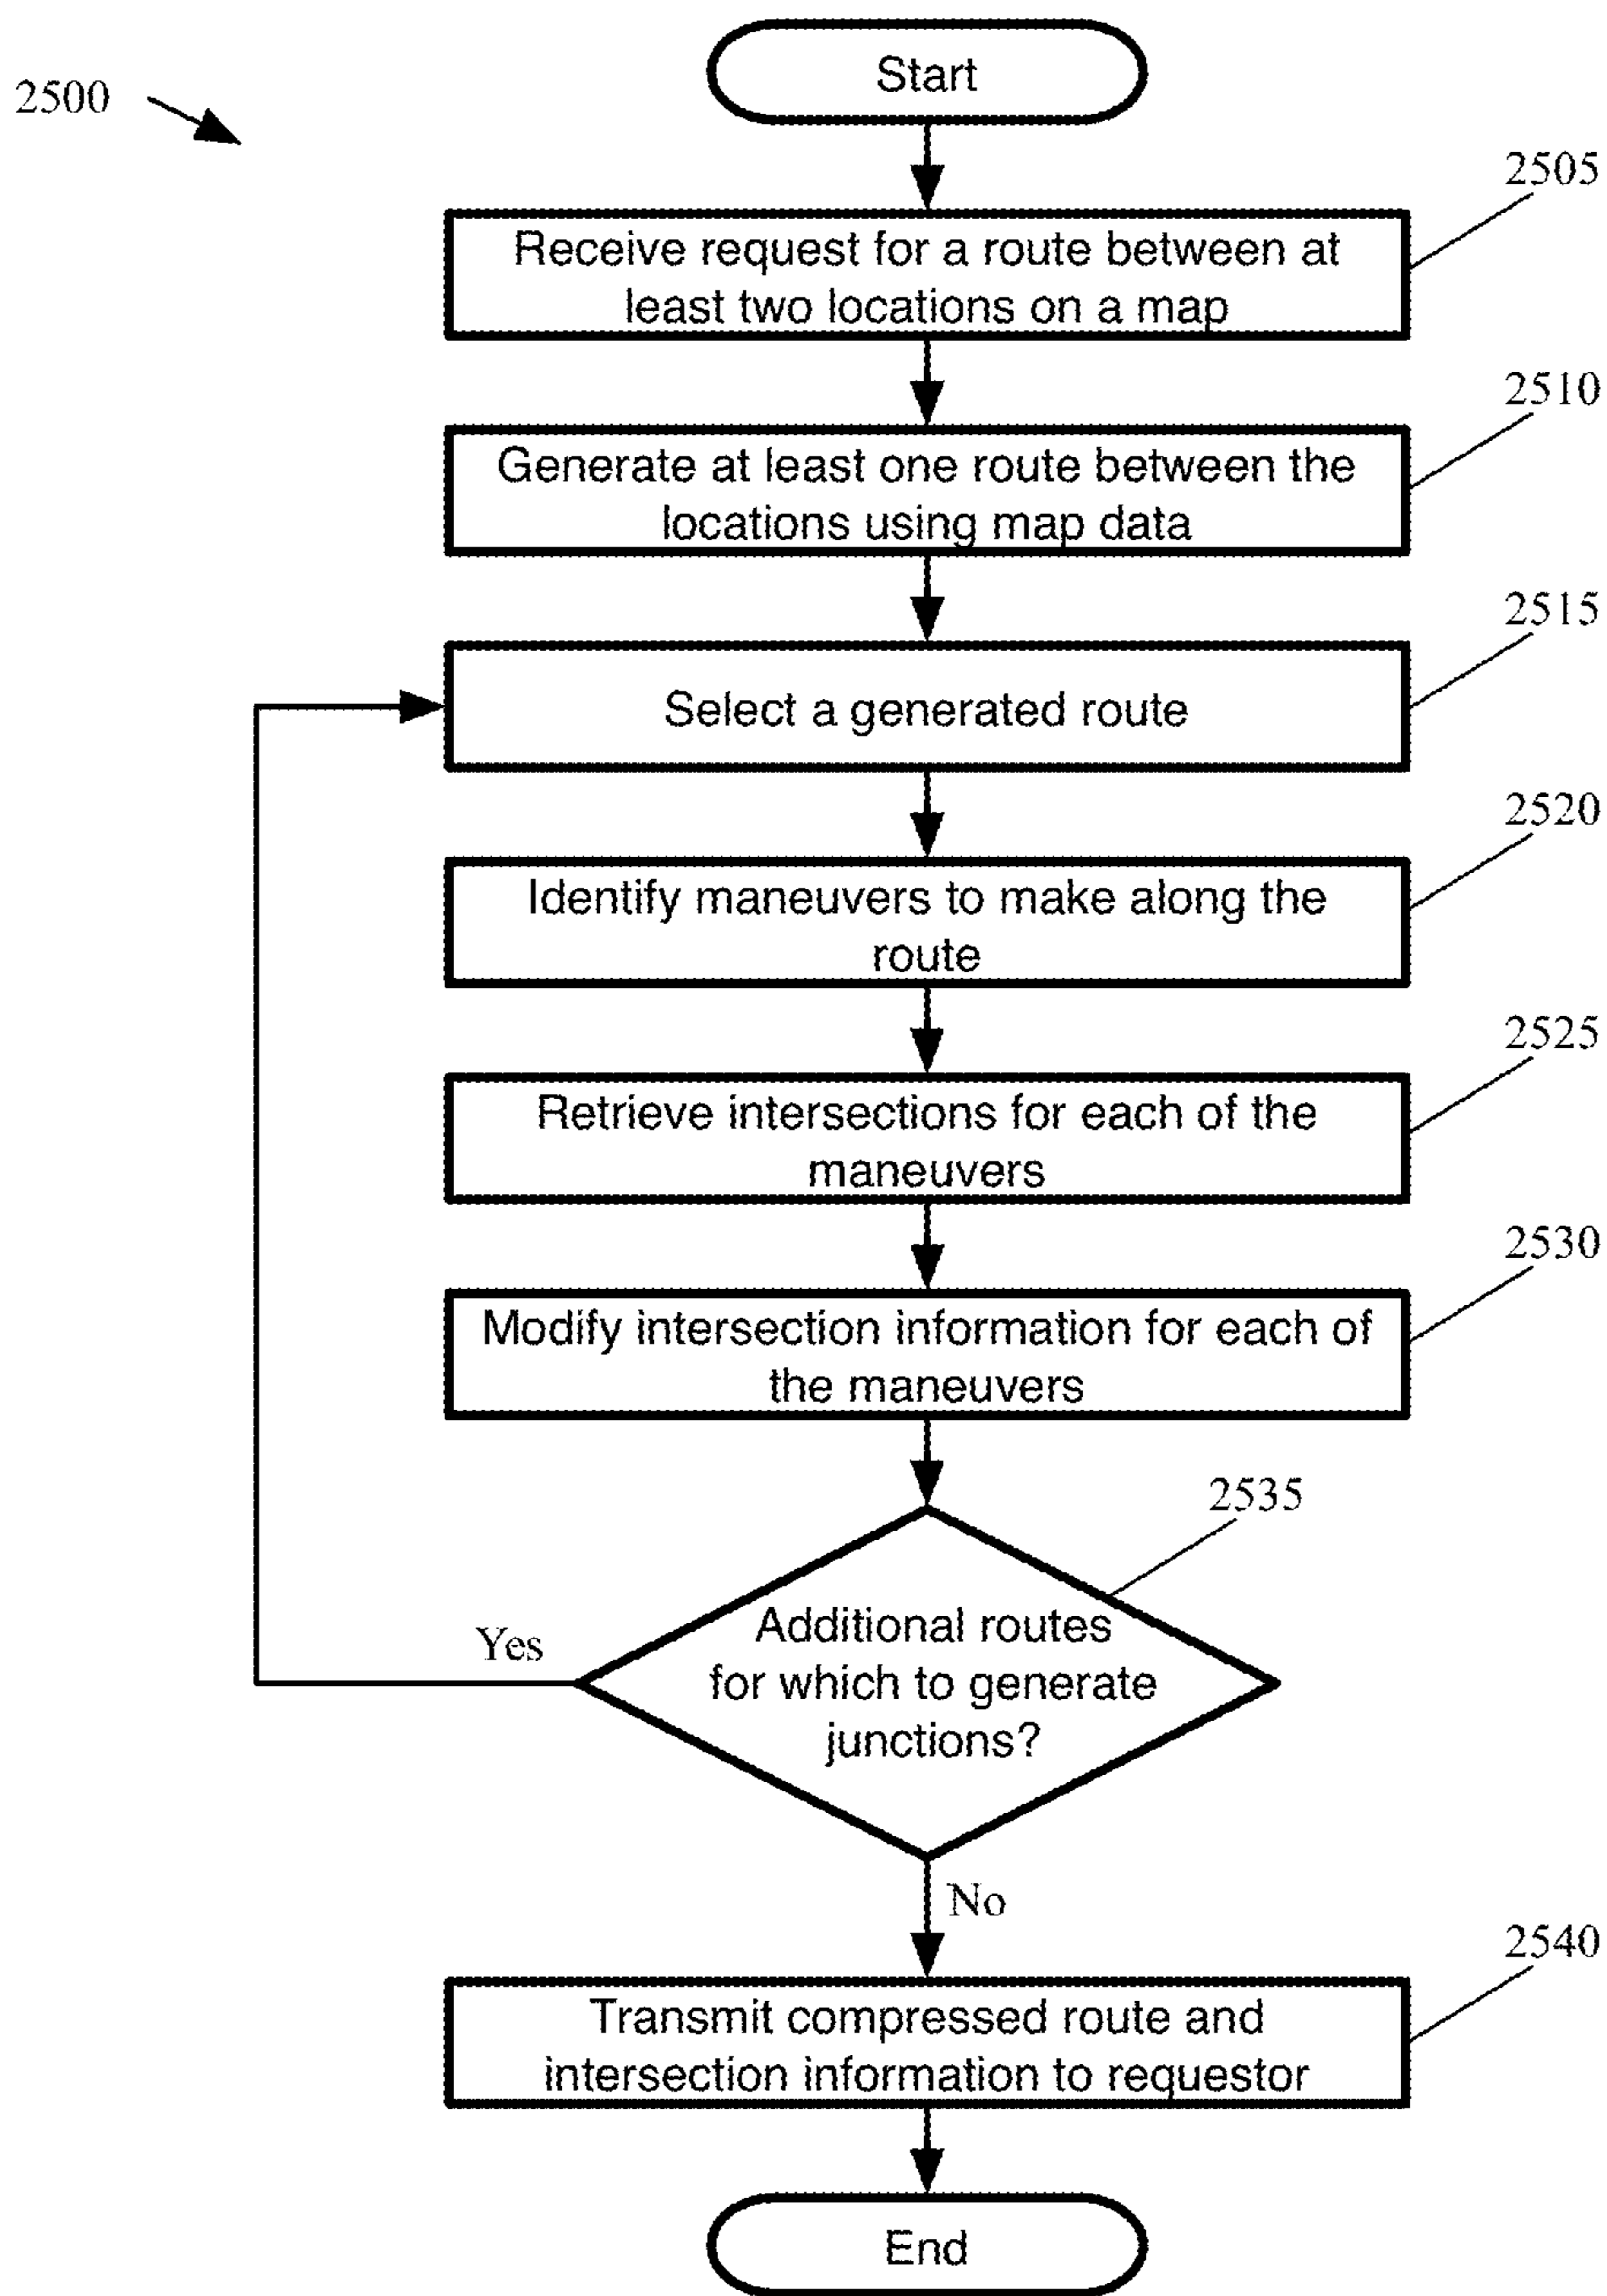 Start
2500
2505
Receive request for a route between at
least two locations on a map
2510
Generate at least one route between the
locations using map data
2515
Select a generated route
2520
Identify maneuvers to make along the
route
2525
Retrieve intersections for each of the
maneuvers
2530
Modify intersection information for each of
the maneuvers
2535
Additional routes
for which to generate
junctions?
Yes
No
2540
Transmit compressed route and
intersection information to requestor
End